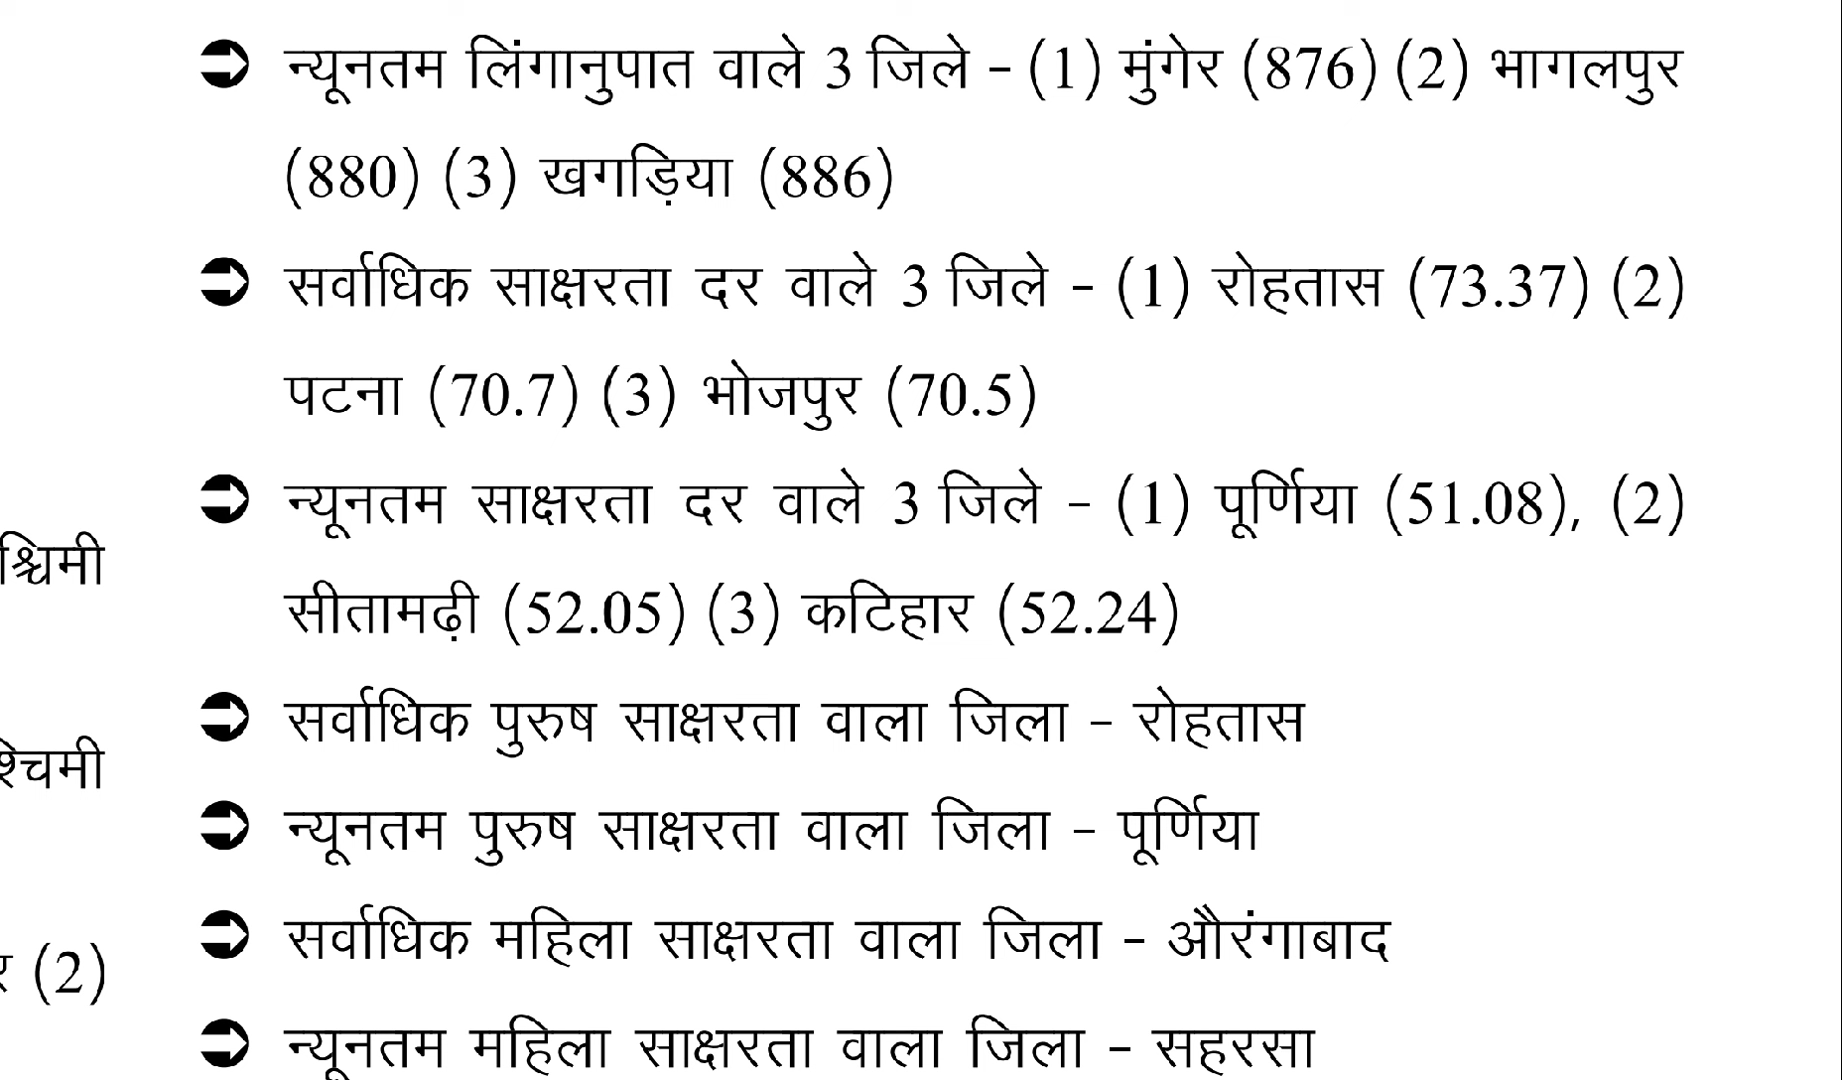 ➲ न्यूनतम लिंगानुपात वाले 3 जिले - (1) मुंगेर (876) (2) भागलपुर
(880) (3) खगड़िया (886)
➲ सर्वाधिक साक्षरता दर वाले 3 जिले - (1) रोहतास (73.37) (2)
पटना (70.7) (3) भोजपुर (70.5)
➲ न्यूनतम साक्षरता दर वाले 3 जिले - (1) पूर्णिया (51.08), (2)
सीतामढ़ी (52.05) (3) कटिहार (52.24)
➲ सर्वाधिक पुरुष साक्षरता वाला जिला - रोहतास
➲ न्यूनतम पुरुष साक्षरता वाला जिला - पूर्णिया
➲ सर्वाधिक महिला साक्षरता वाला जिला - औरंगाबाद
➲ न्यूनतम महिला साक्षरता वाला जिला - सहरसा
(2)